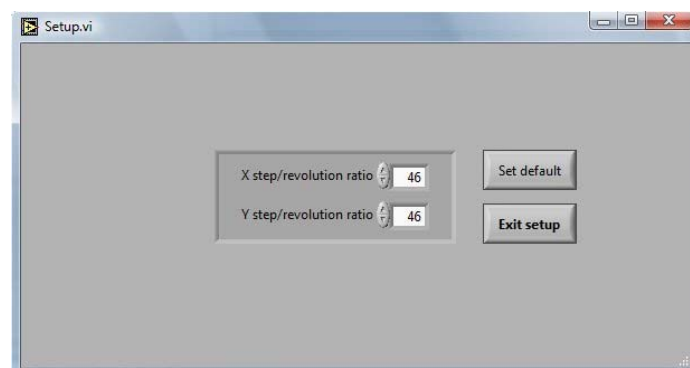 Setup.vi
X step/revolution ratio 46
Set default
Y step/revolution ratio 46
Exit setup